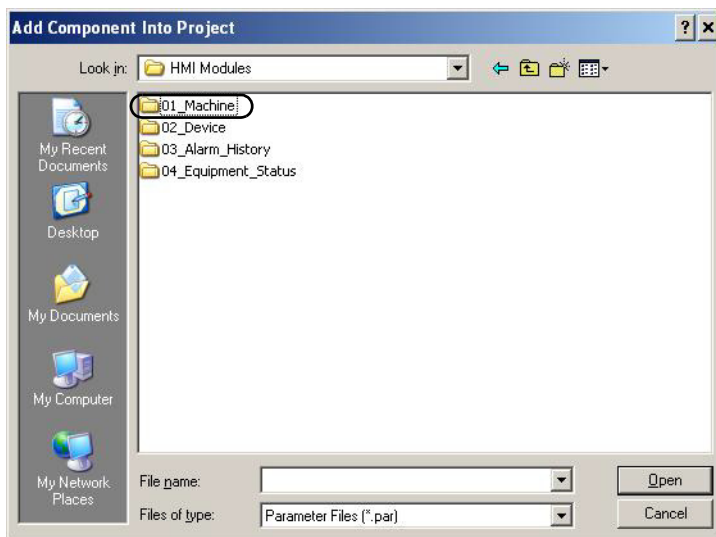 Add Component Into Project
Look in: HMI Modules
My Recent
Documents
Desktop
My Documents
My Computer
My Network
Places
01_Machine
02_Device
03_Alarm_History
04_Equipment_Status
File name:
Open
Files of type: Parameter Files (*.par)
Cancel